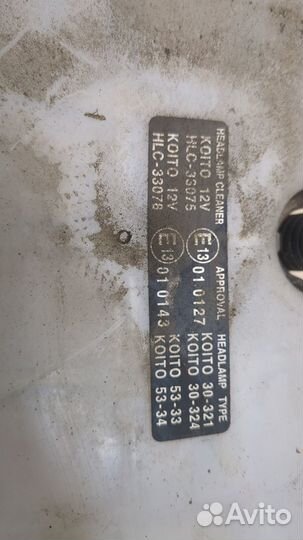 HEADLAMP CLEANER APPROVAL HEADLAMP TYPE
KOITO 12V KOITO 30-321
HLC-33075 E13 01 0127 KOITO 30-324
KOITO 12V KOITO 53-33
HLC-33078 E13 01 0143 KOITO 53-34
Avito